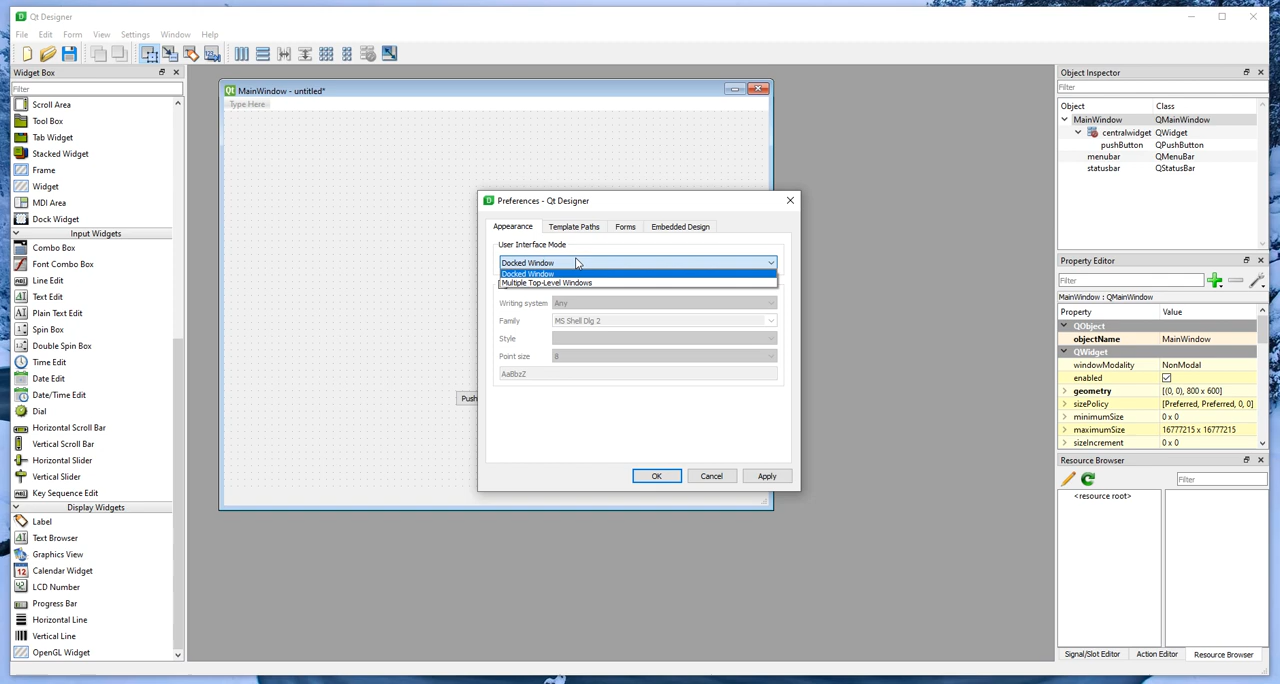 Qt Designer
File Edit Form View Settings Window Help
Widget Box
Filter
Scroll Area
Tool Box
Tab Widget
Stacked Widget
Frame
Widget
MDI Area
Dock Widget
Input Widgets
Combo Box
Font Combo Box
Line Edit
Text Edit
Plain Text Edit
Spin Box
Double Spin Box
Time Edit
Date Edit
Date/Time Edit
Dial
Horizontal Scroll Bar
Vertical Scroll Bar
Horizontal Slider
Vertical Slider
Key Sequence Edit
Display Widgets
Label
Text Browser
Graphics View
Calendar Widget
LCD Number
Progress Bar
Horizontal Line
Vertical Line
OpenGL Widget
MainWindow - untitled*
Type Here
Push
Preferences - Qt Designer
Appearance Template Paths Forms Embedded Design
User Interface Mode
Docked Window
Docked Window
Multiple Top-Level Windows
Writing system Any
Family MS Shell Dlg 2
Style
Point size 8
AaBbzZ
OK Cancel Apply
Object Inspector
Filter
Object Class
MainWindow QMainWindow
centralwidget QWidget
pushButton QPushButton
menubar QMenuBar
statusbar QStatusBar
Property Editor
Filter
MainWindow : QMainWindow
Property Value
QObject
objectName MainWindow
QWidget
windowModality NonModal
enabled
geometry [(0, 0), 800 x 600]
sizePolicy [Preferred, Preferred, 0, 0]
minimumSize 0 x 0
maximumSize 16777215 x 16777215
sizeIncrement 0 x 0
Resource Browser
Filter
<resource root>
Signal/Slot Editor Action Editor Resource Browser